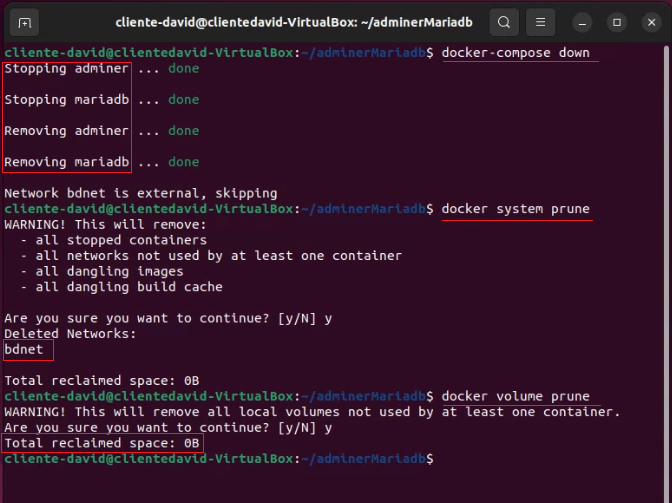 cliente-david@clientedavid-VirtualBox: ~/adminerMariadb
cliente-david@clientedavid-VirtualBox:~/adminerMariadb$ docker-compose down
Stopping adminer ... done
Stopping mariadb ... done
Removing adminer ... done
Removing mariadb ... done
Network bdnet is external, skipping
cliente-david@clientedavid-VirtualBox:~/adminerMariadb$ docker system prune
WARNING! This will remove:
  - all stopped containers
  - all networks not used by at least one container
  - all dangling images
  - all dangling build cache
Are you sure you want to continue? [y/N] y
Deleted Networks:
bdnet
Total reclaimed space: 0B
cliente-david@clientedavid-VirtualBox:~/adminerMariadb$ docker volume prune
WARNING! This will remove all local volumes not used by at least one container.
Are you sure you want to continue? [y/N] y
Total reclaimed space: 0B
cliente-david@clientedavid-VirtualBox:~/adminerMariadb$